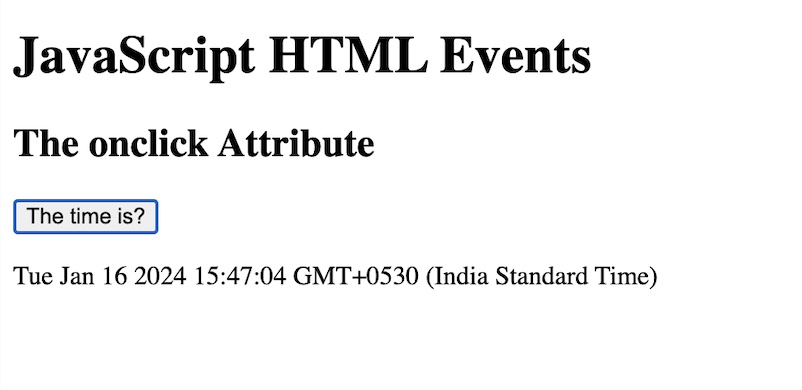 JavaScript HTML Events
The onclick Attribute
The time is?
Tue Jan 16 2024 15:47:04 GMT+0530 (India Standard Time)